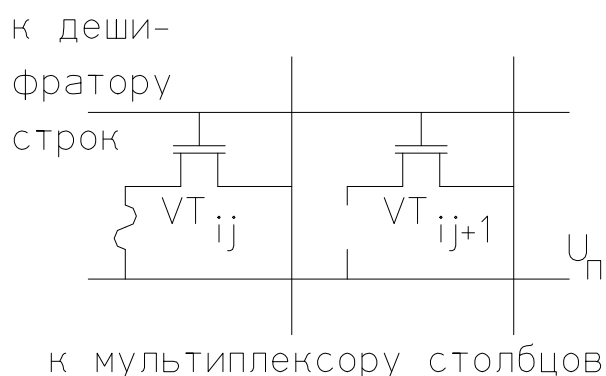 к деши-
фратору
строк
VT ij
VT ij+1
Uп
к мультиплексору столбцов